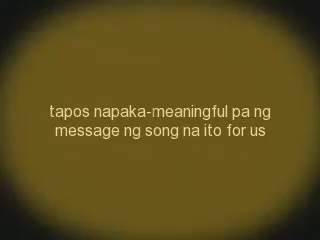 tapos napaka-meaningful pa ng
message ng song na ito for us